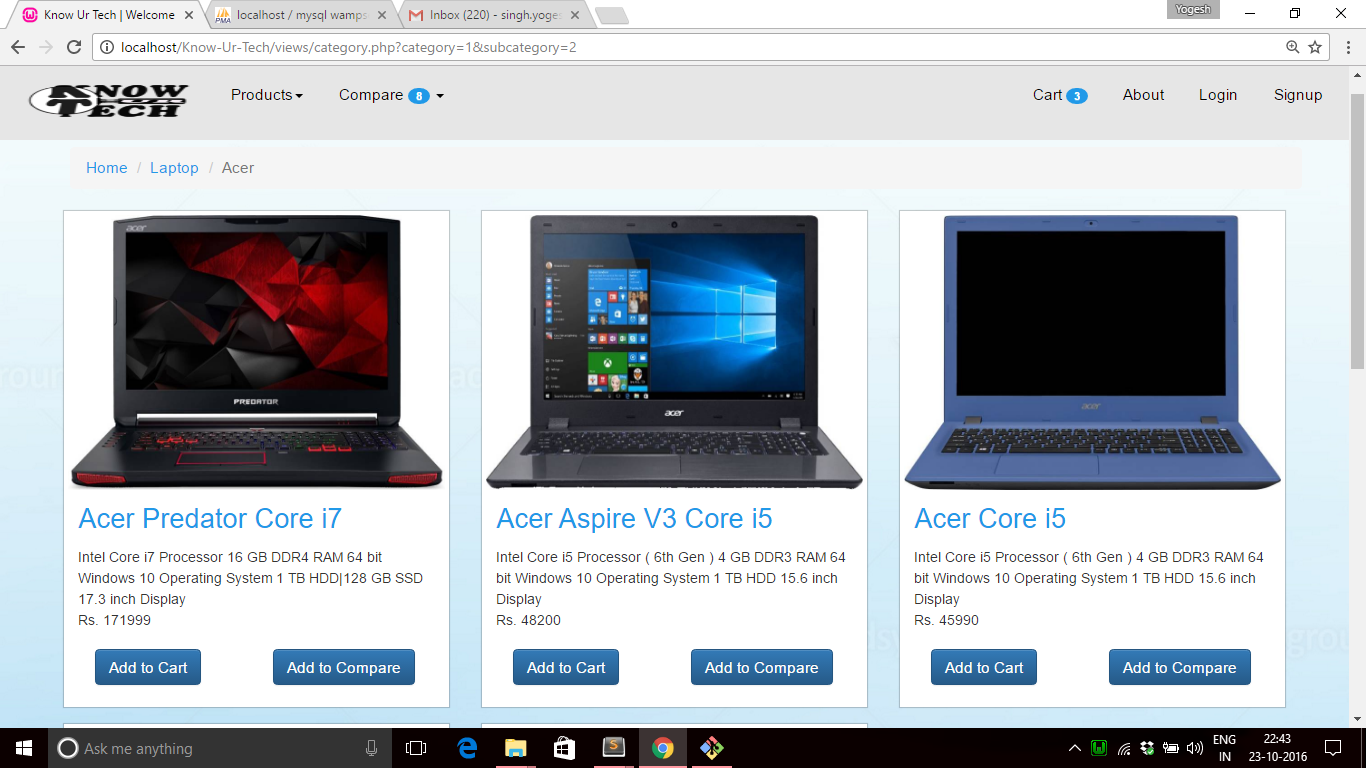 Know Ur Tech | Welcome
localhost / mysql wamps
Inbox (220) - singh.yoges
Yogesh
localhost/Know-Ur-Tech/views/category.php?category=1&subcategory=2
KNOW
TECH
Products
Compare 8
Cart 3
About
Login
Signup
Home / Laptop / Acer
acer
PREDATOR
acer
acer
Acer Predator Core i7
Intel Core i7 Processor 16 GB DDR4 RAM 64 bit
Windows 10 Operating System 1 TB HDD|128 GB SSD
17.3 inch Display
Rs. 171999
Add to Cart
Add to Compare
Acer Aspire V3 Core i5
Intel Core i5 Processor ( 6th Gen ) 4 GB DDR3 RAM 64
bit Windows 10 Operating System 1 TB HDD 15.6 inch
Display
Rs. 48200
Add to Cart
Add to Compare
Acer Core i5
Intel Core i5 Processor ( 6th Gen ) 4 GB DDR3 RAM 64
bit Windows 10 Operating System 1 TB HDD 15.6 inch
Display
Rs. 45990
Add to Cart
Add to Compare
Ask me anything
ENG
IN
22:43
23-10-2016